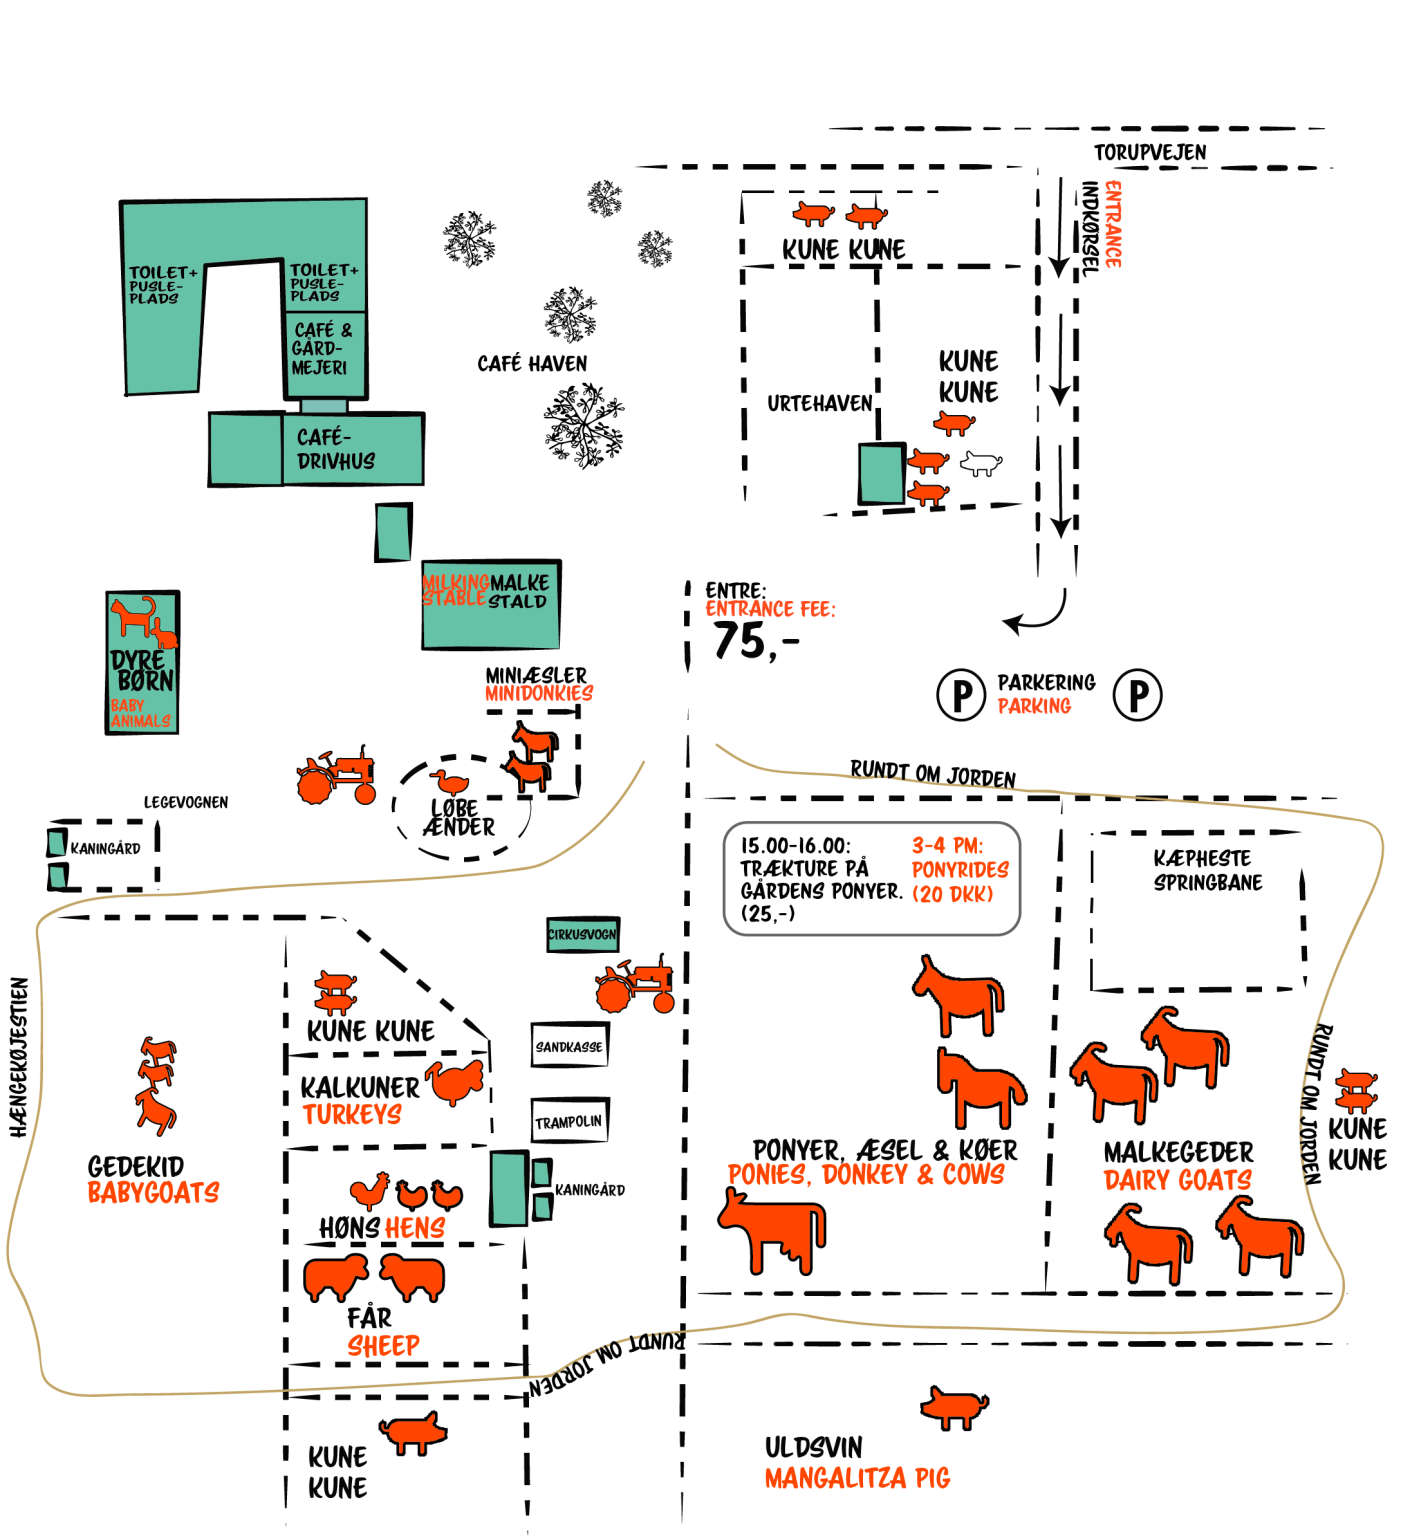 TORUPVEJEN
ENTRANCE
INDKØRSEL
KUNE KUNE
TOILET+
PUSLE-
PLADS
TOILET+
PUSLE-
PLADS
CAFÉ &
GÅRD-
MEJERI
CAFÉ HAVEN
KUNE
KUNE
URTEHAVEN
CAFÉ-
DRIVHUS
MILKING
STABLE
MALKE
STALD
ENTRE:
ENTRANCE FEE:
75,-
DYRE
BØRN
BABY
ANIMALS
MINIÆSLER
MINIDONKIES
P
PARKERING
PARKING
P
RUNDT OM JORDEN
LEGEVOGNEN
LØBE
ÆNDER
KANINGÅRD
15.00-16.00:
TRÆKTURE PÅ
GÅRDENS PONYER.
(25,-)
3-4 PM:
PONYRIDES
(20 DKK)
KÆPHESTE
SPRINGBANE
CIRKUSVOGN
HÆNGEKØJESTIEN
KUNE KUNE
SANDKASSE
KALKUNER
TURKEYS
TRAMPOLIN
RUNDT OM JORDEN
KUNE
KUNE
GEDEKID
BABYGOATS
PONYER, ÆSEL & KØER
PONIES, DONKEY & COWS
MALKEGEDER
DAIRY GOATS
KANINGÅRD
HØNS HENS
FÅR
SHEEP
RUNDT OM JORDEN
KUNE
KUNE
ULDSVIN
MANGALITZA PIG